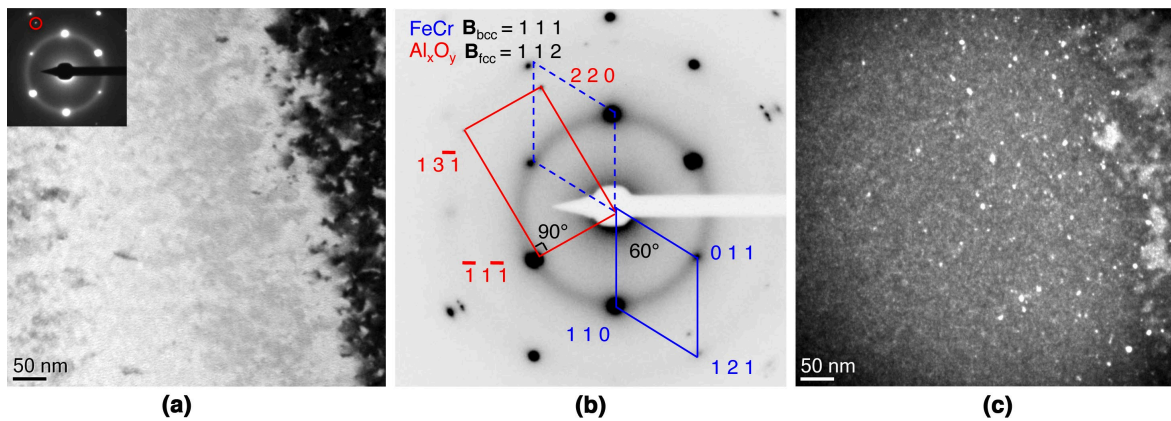 50 nm
(a)
FeCr B_bcc = 1 1 1
Al_xO_y B_fcc = 1 1 2
2 2 0
1 3 1̅
90°
60°
0 1 1
1̅ 1 1̅
1 1 0
1 2 1
(b)
50 nm
(c)